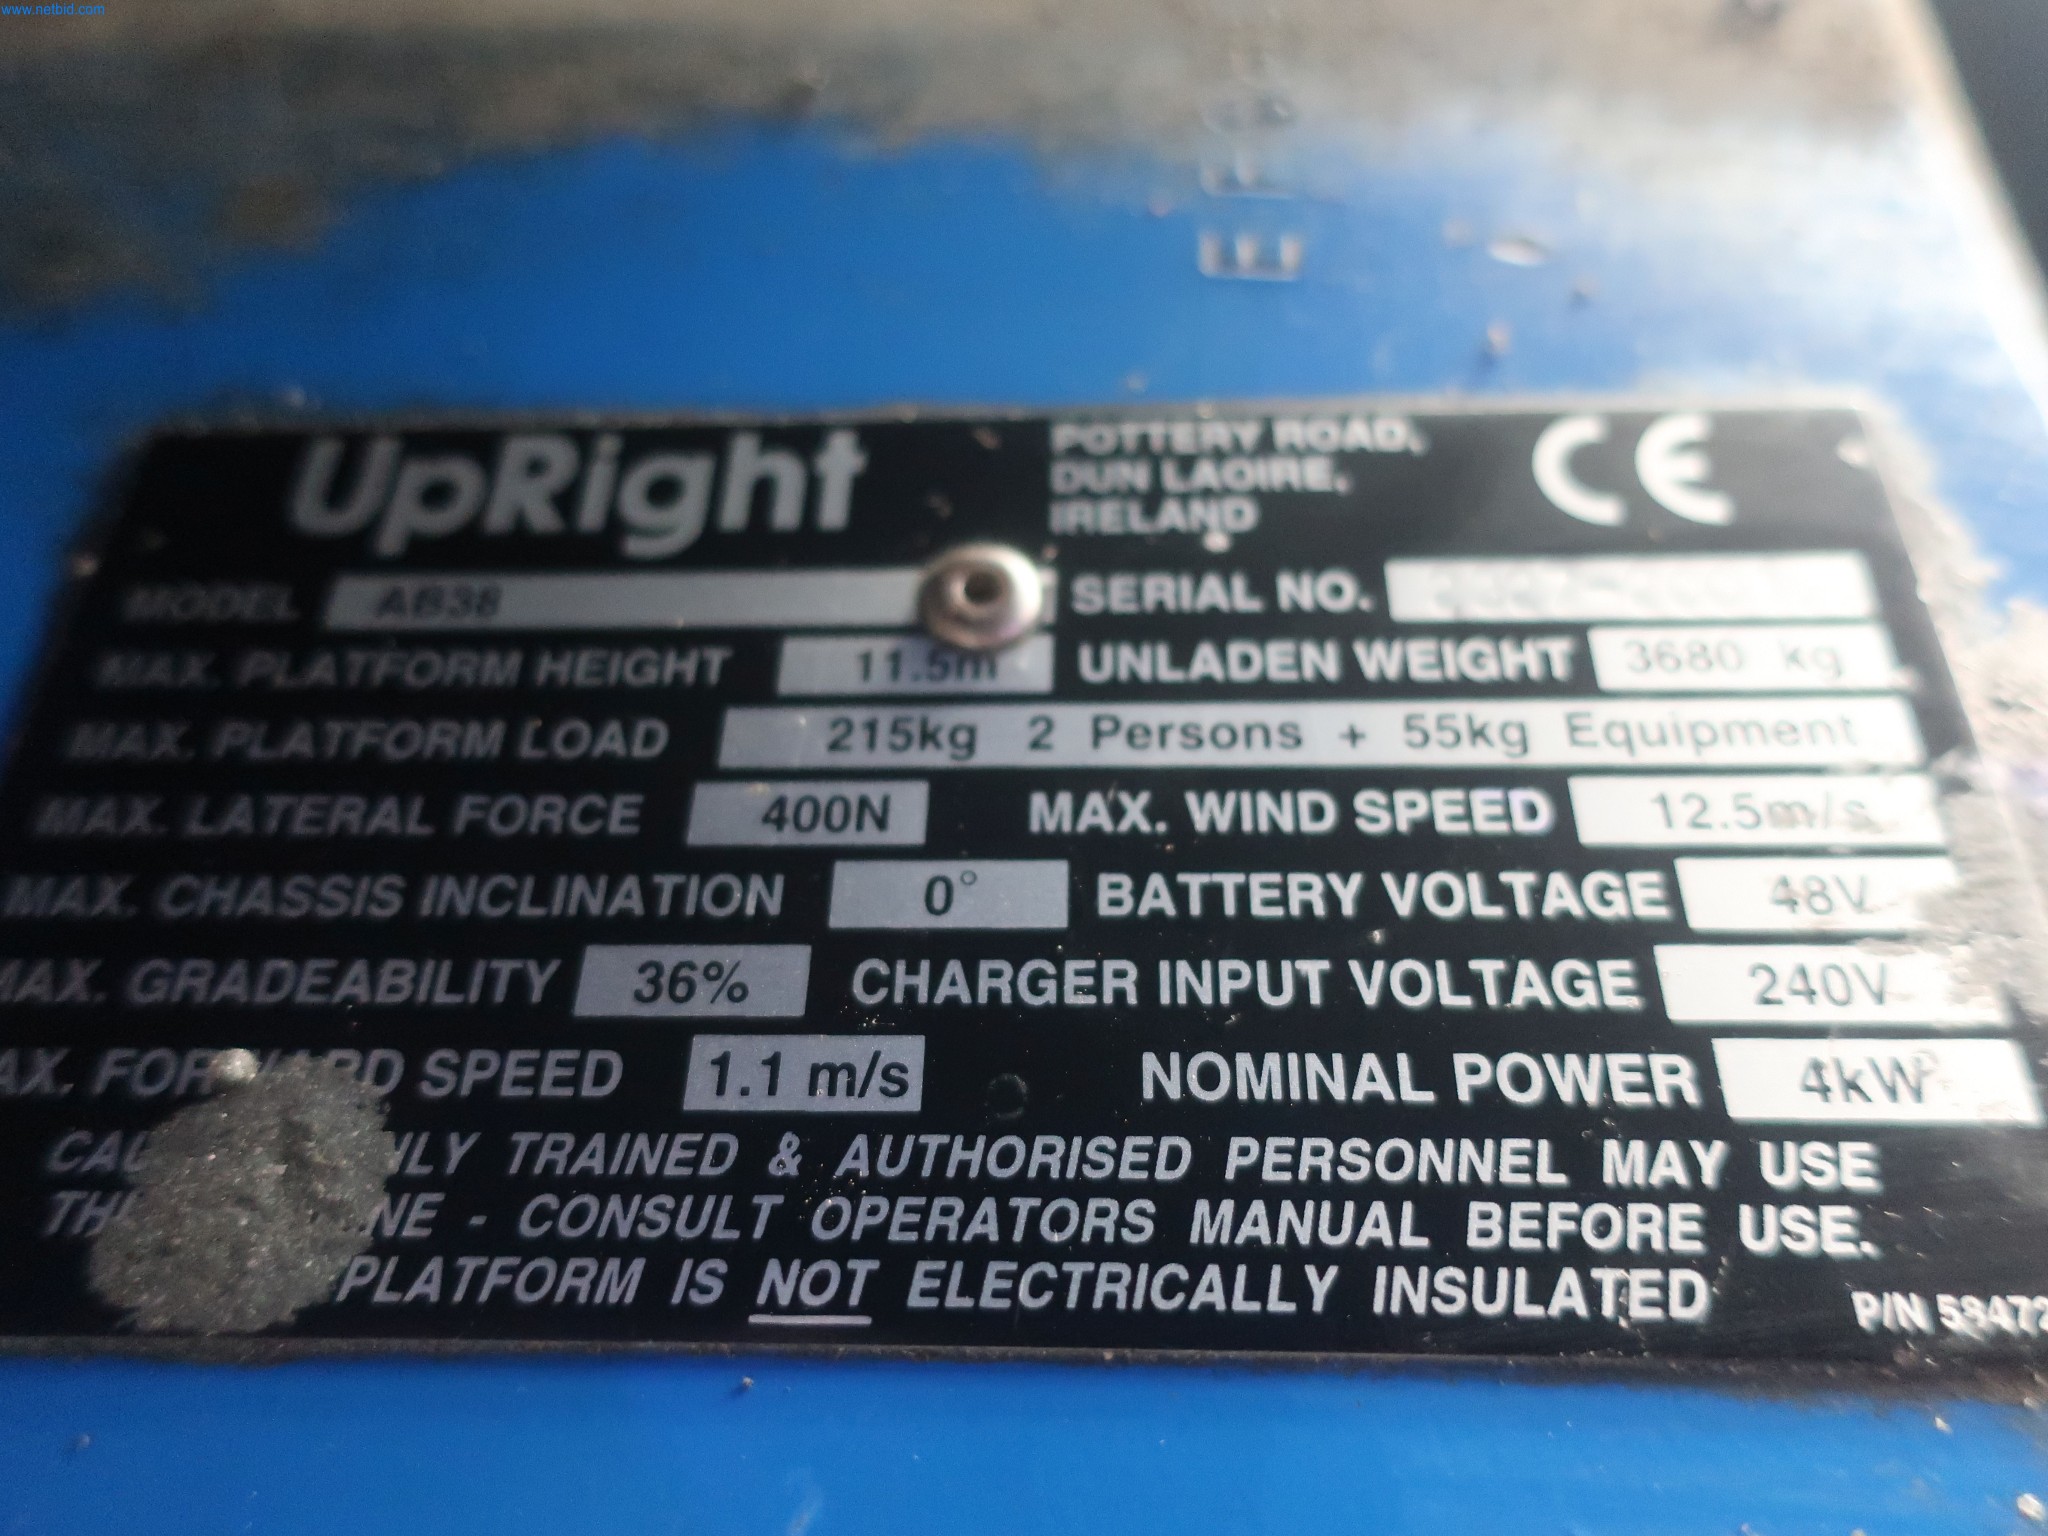 www.netbid.com
UpRight
POTTERY ROAD,
DUN LAOIRE,
IRELAND
CE
MODEL AB38
SERIAL NO.
MAX. PLATFORM HEIGHT 11.5m
UNLADEN WEIGHT 3680 kg
MAX. PLATFORM LOAD 215kg 2 Persons + 55kg Equipment
MAX. LATERAL FORCE 400N
MAX. WIND SPEED 12.5m/s
MAX. CHASSIS INCLINATION 0°
BATTERY VOLTAGE 48V
MAX. GRADEABILITY 36%
CHARGER INPUT VOLTAGE 240V
SPEED 1.1 m/s
NOMINAL POWER 4kW
TRAINED & AUTHORISED PERSONNEL MAY USE
- CONSULT OPERATORS MANUAL BEFORE USE.
PLATFORM IS NOT ELECTRICALLY INSULATED
P/N